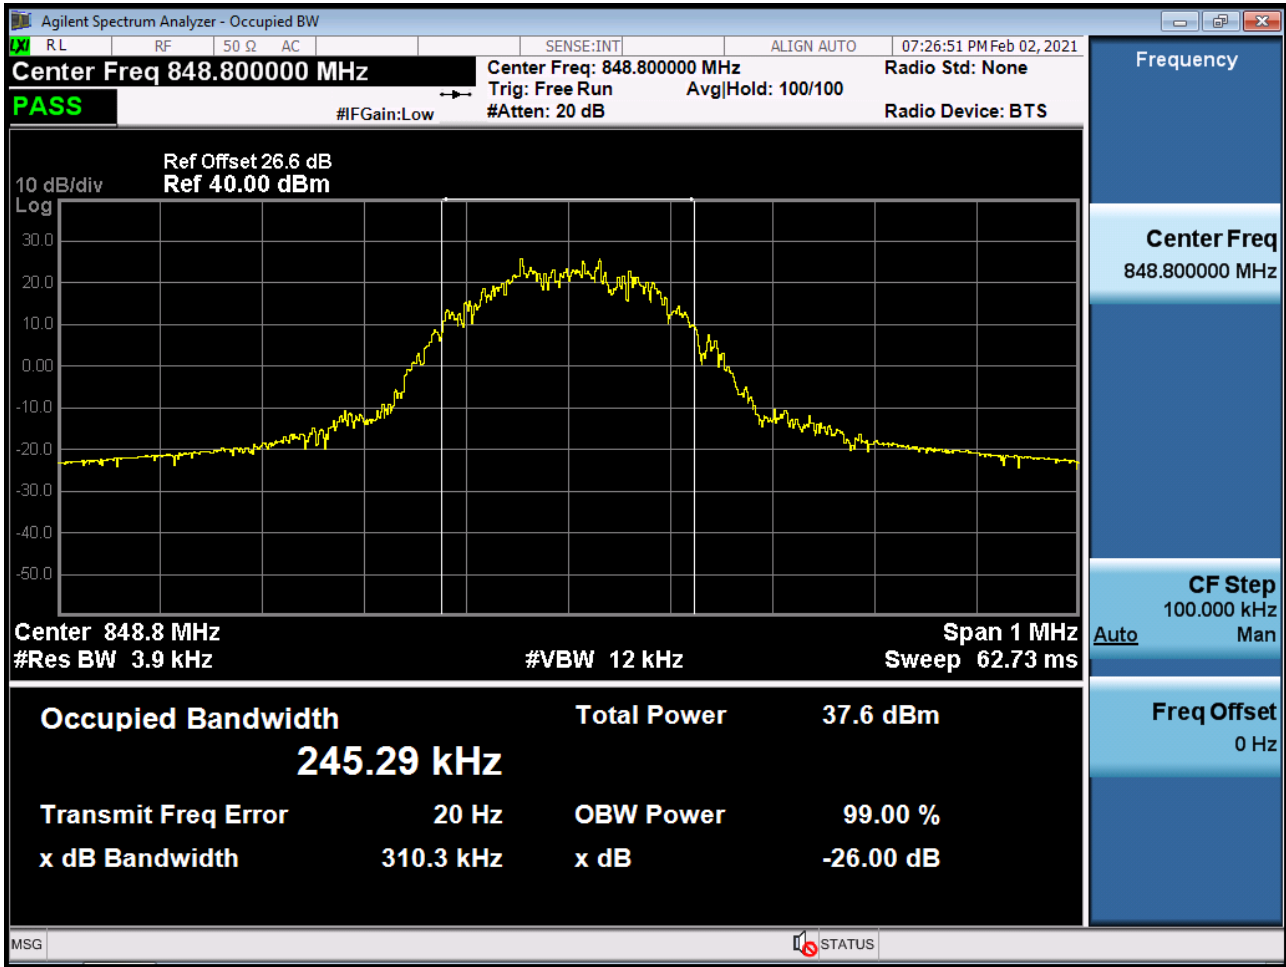 Agilent Spectrum Analyzer - Occupied BW
LXI RL RF 50 Ω AC SENSE:INT ALIGN AUTO 07:26:51 PM Feb 02, 2021
Center Freq 848.800000 MHz
Center Freq: 848.800000 MHz Radio Std: None
Trig: Free Run Avg|Hold: 100/100
PASS
#IFGain:Low #Atten: 20 dB Radio Device: BTS
Ref Offset 26.6 dB
10 dB/div Ref 40.00 dBm
Log
30.0
20.0
10.0
0.00
-10.0
-20.0
-30.0
-40.0
-50.0
Center 848.8 MHz Span 1 MHz
#Res BW 3.9 kHz #VBW 12 kHz Sweep 62.73 ms
Occupied Bandwidth Total Power 37.6 dBm
245.29 kHz
Transmit Freq Error 20 Hz OBW Power 99.00 %
x dB Bandwidth 310.3 kHz x dB -26.00 dB
MSG STATUS
Frequency
Center Freq
848.800000 MHz
CF Step
100.000 kHz
Auto Man
Freq Offset
0 Hz